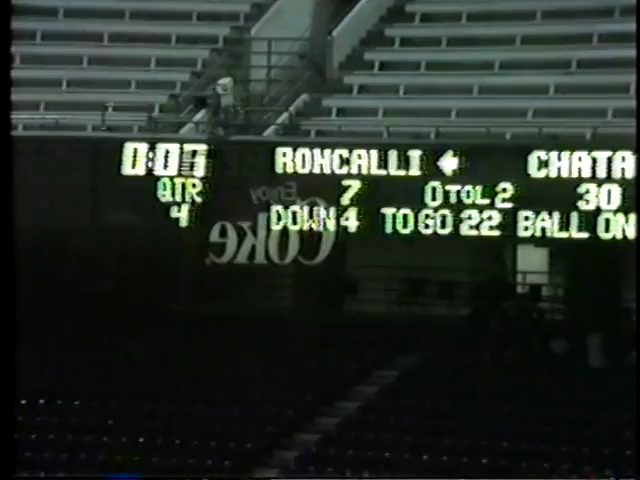 0:07 RONCALLI ← CHATA
QTR 7 0 TOL 2 30
4 DOWN 4 TO GO 22 BALL ON
Enjoy
Coke